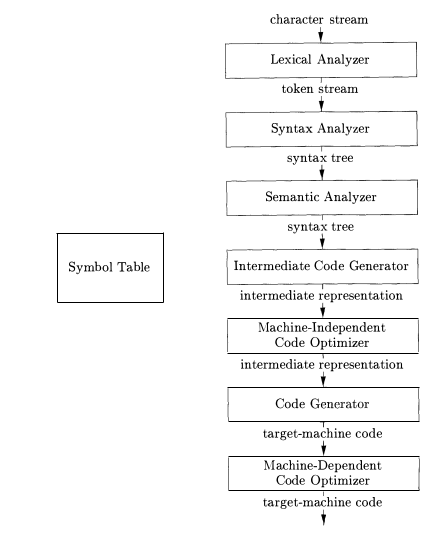 character stream
Lexical Analyzer
token stream
Syntax Analyzer
syntax tree
Semantic Analyzer
syntax tree
Symbol Table
Intermediate Code Generator
intermediate representation
Machine-Independent
Code Optimizer
intermediate representation
Code Generator
target-machine code
Machine-Dependent
Code Optimizer
target-machine code